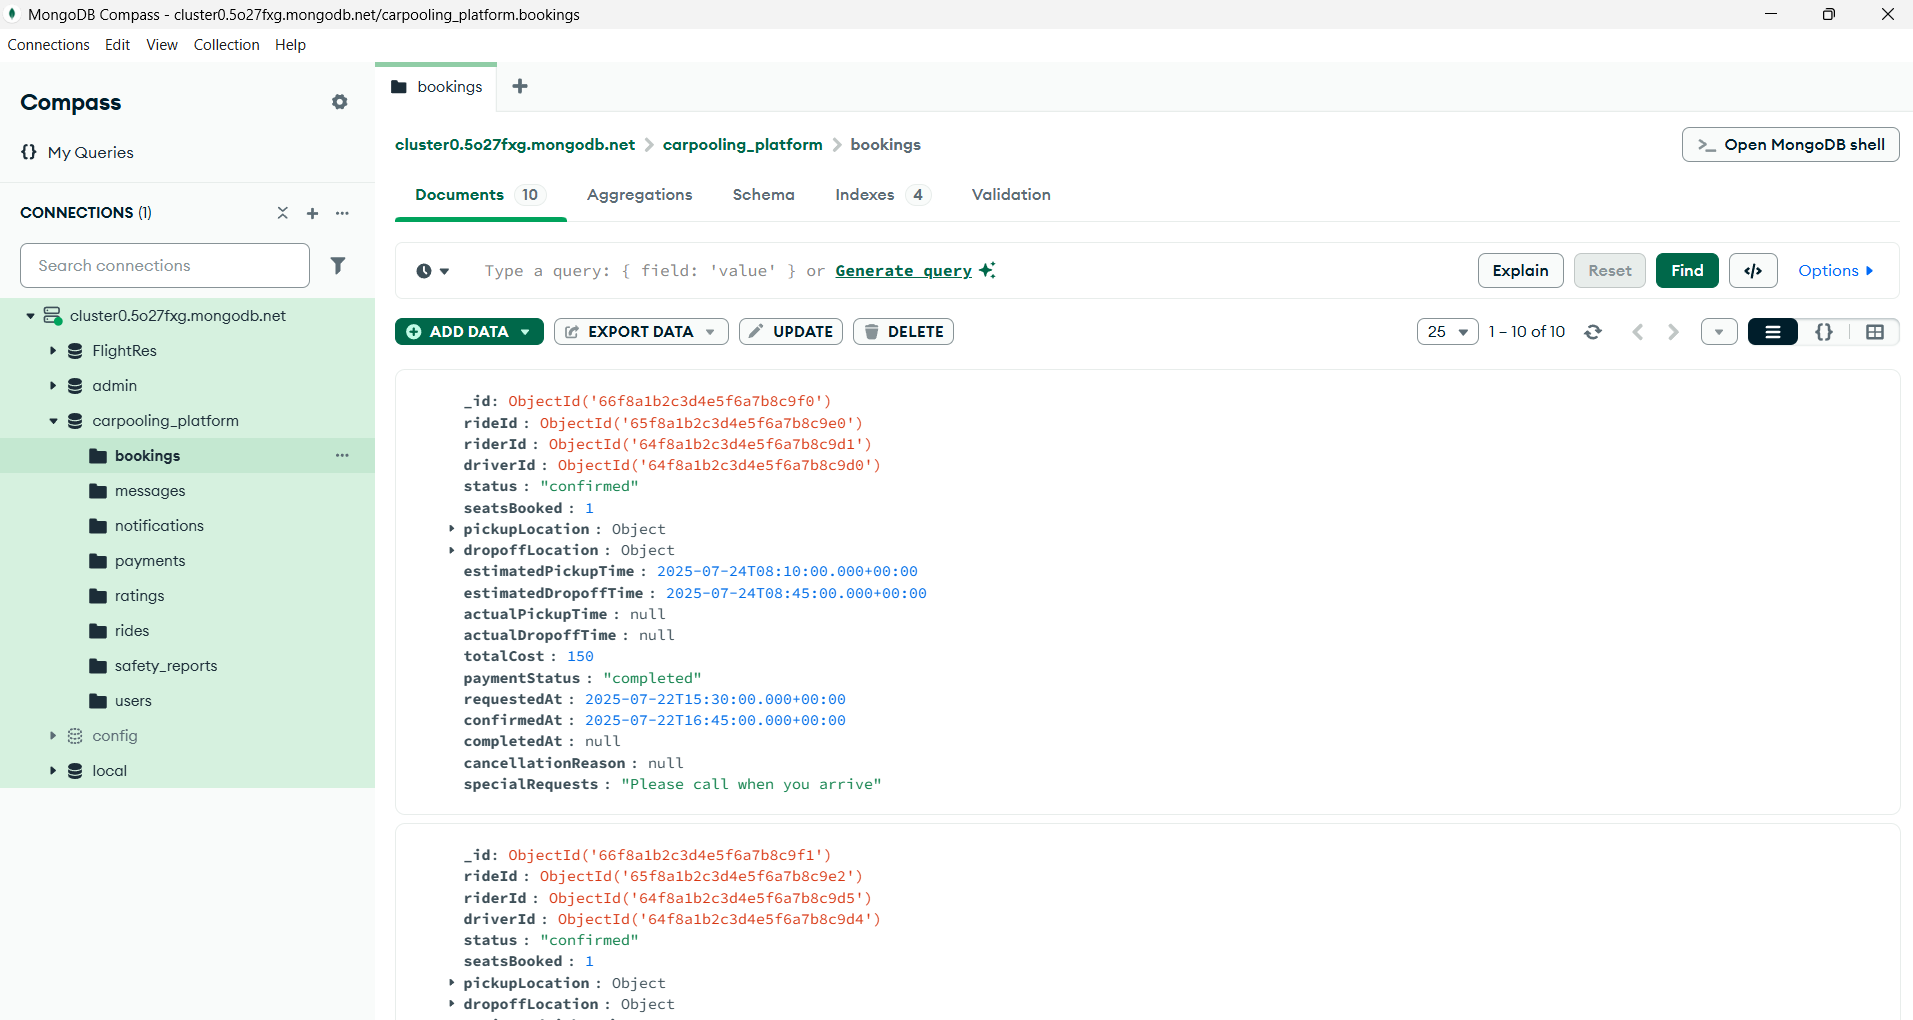 MongoDB Compass - cluster0.5o27fxg.mongodb.net/carpooling_platform.bookings
Connections Edit View Collection Help
Compass
{} My Queries
CONNECTIONS (1)
Search connections
cluster0.5o27fxg.mongodb.net
FlightRes
admin
carpooling_platform
bookings
messages
notifications
payments
ratings
rides
safety_reports
users
config
local
bookings
cluster0.5o27fxg.mongodb.net > carpooling_platform > bookings
>_ Open MongoDB shell
Documents 10 Aggregations Schema Indexes 4 Validation
Type a query: { field: 'value' } or Generate query
Explain Reset Find </> Options
ADD DATA EXPORT DATA UPDATE DELETE
25 1 – 10 of 10 {}
_id: ObjectId('66f8a1b2c3d4e5f6a7b8c9f0')
rideId : ObjectId('65f8a1b2c3d4e5f6a7b8c9e0')
riderId : ObjectId('64f8a1b2c3d4e5f6a7b8c9d1')
driverId : ObjectId('64f8a1b2c3d4e5f6a7b8c9d0')
status : "confirmed"
seatsBooked : 1
pickupLocation : Object
dropoffLocation : Object
estimatedPickupTime : 2025-07-24T08:10:00.000+00:00
estimatedDropoffTime : 2025-07-24T08:45:00.000+00:00
actualPickupTime : null
actualDropoffTime : null
totalCost : 150
paymentStatus : "completed"
requestedAt : 2025-07-22T15:30:00.000+00:00
confirmedAt : 2025-07-22T16:45:00.000+00:00
completedAt : null
cancellationReason : null
specialRequests : "Please call when you arrive"
_id: ObjectId('66f8a1b2c3d4e5f6a7b8c9f1')
rideId : ObjectId('65f8a1b2c3d4e5f6a7b8c9e2')
riderId : ObjectId('64f8a1b2c3d4e5f6a7b8c9d5')
driverId : ObjectId('64f8a1b2c3d4e5f6a7b8c9d4')
status : "confirmed"
seatsBooked : 1
pickupLocation : Object
dropoffLocation : Object